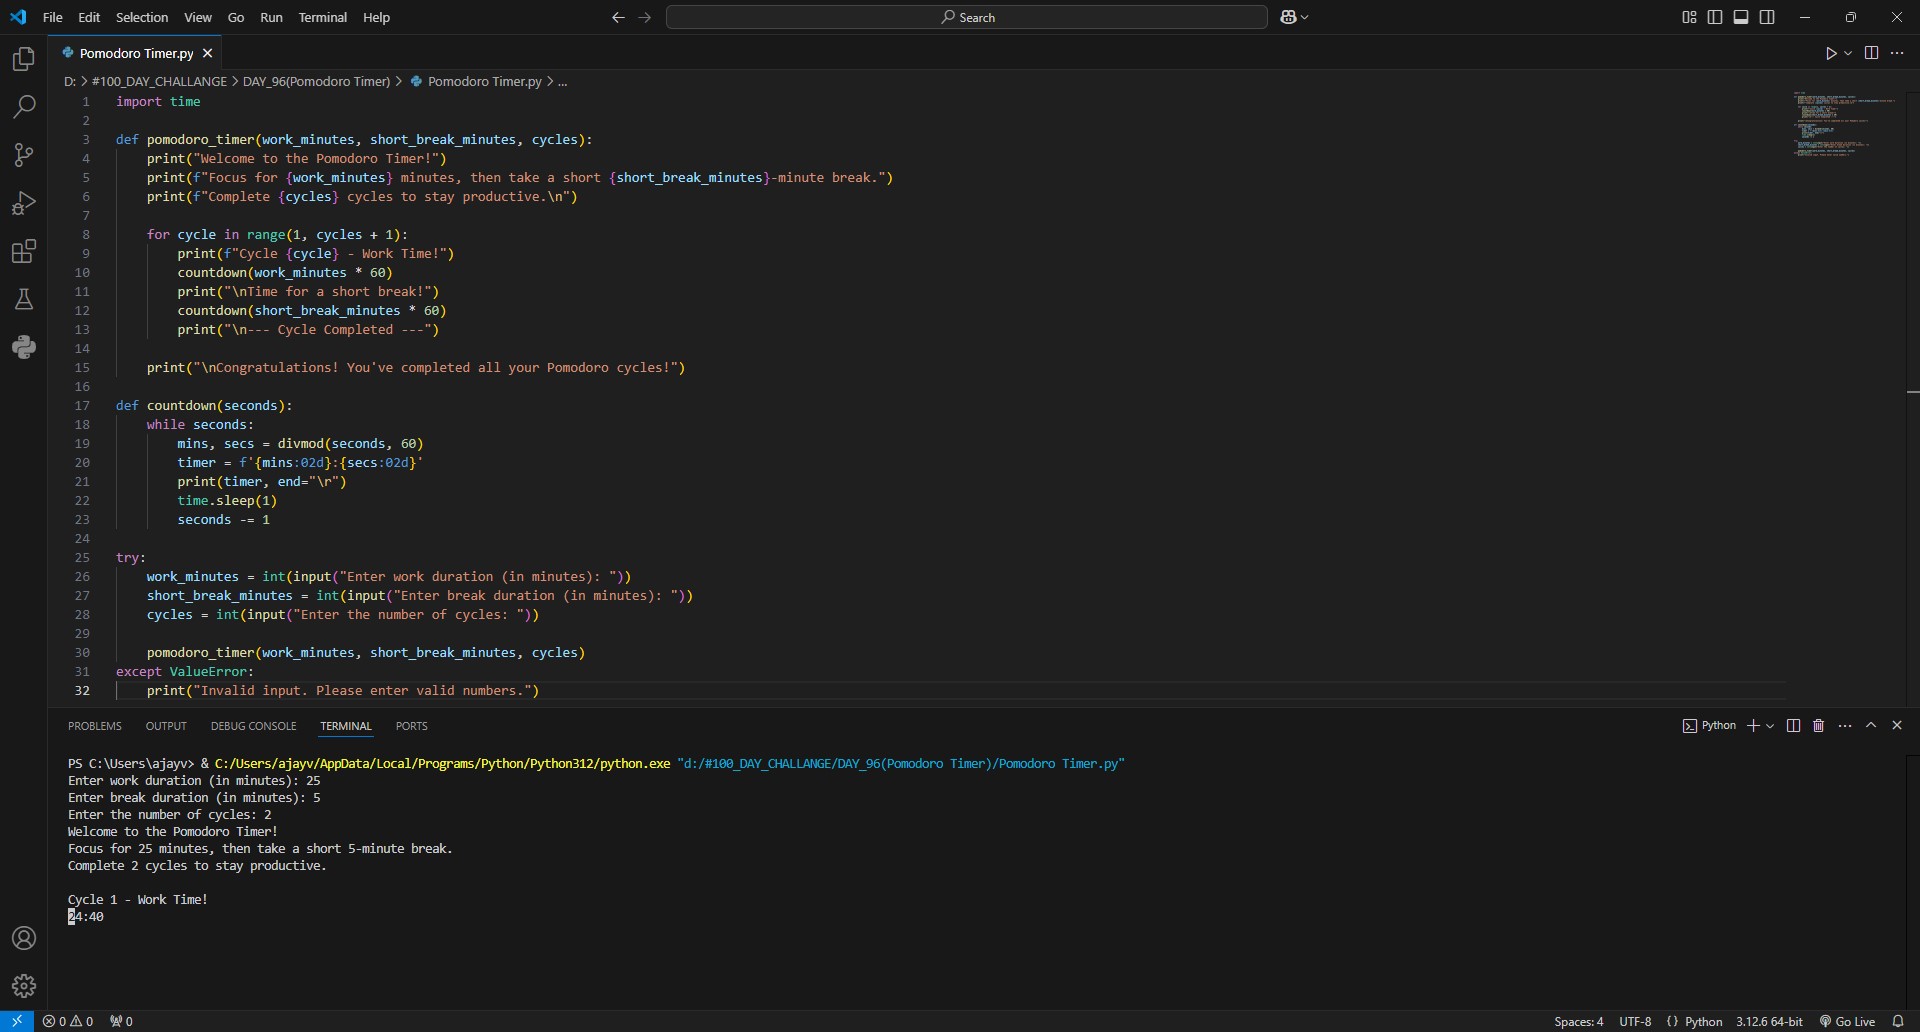 File Edit Selection View Go Run Terminal Help Search
Pomodoro Timer.py
D: > #100_DAY_CHALLANGE > DAY_96(Pomodoro Timer) > Pomodoro Timer.py > ...
1 import time
2
3 def pomodoro_timer(work_minutes, short_break_minutes, cycles):
4     print("Welcome to the Pomodoro Timer!")
5     print(f"Focus for {work_minutes} minutes, then take a short {short_break_minutes}-minute break.")
6     print(f"Complete {cycles} cycles to stay productive.\n")
7
8     for cycle in range(1, cycles + 1):
9         print(f"Cycle {cycle} - Work Time!")
10         countdown(work_minutes * 60)
11         print("\nTime for a short break!")
12         countdown(short_break_minutes * 60)
13         print("\n--- Cycle Completed ---")
14
15     print("\nCongratulations! You've completed all your Pomodoro cycles!")
16
17 def countdown(seconds):
18     while seconds:
19         mins, secs = divmod(seconds, 60)
20         timer = f'{mins:02d}:{secs:02d}'
21         print(timer, end="\r")
22         time.sleep(1)
23         seconds -= 1
24
25 try:
26     work_minutes = int(input("Enter work duration (in minutes): "))
27     short_break_minutes = int(input("Enter break duration (in minutes): "))
28     cycles = int(input("Enter the number of cycles: "))
29
30     pomodoro_timer(work_minutes, short_break_minutes, cycles)
31 except ValueError:
32     print("Invalid input. Please enter valid numbers.")
PROBLEMS OUTPUT DEBUG CONSOLE TERMINAL PORTS Python
PS C:\Users\ajayv> & C:/Users/ajayv/AppData/Local/Programs/Python/Python312/python.exe "d:/#100_DAY_CHALLANGE/DAY_96(Pomodoro Timer)/Pomodoro Timer.py"
Enter work duration (in minutes): 25
Enter break duration (in minutes): 5
Enter the number of cycles: 2
Welcome to the Pomodoro Timer!
Focus for 25 minutes, then take a short 5-minute break.
Complete 2 cycles to stay productive.
Cycle 1 - Work Time!
24:40
0 0 0 Spaces: 4 UTF-8 {} Python 3.12.6 64-bit Go Live